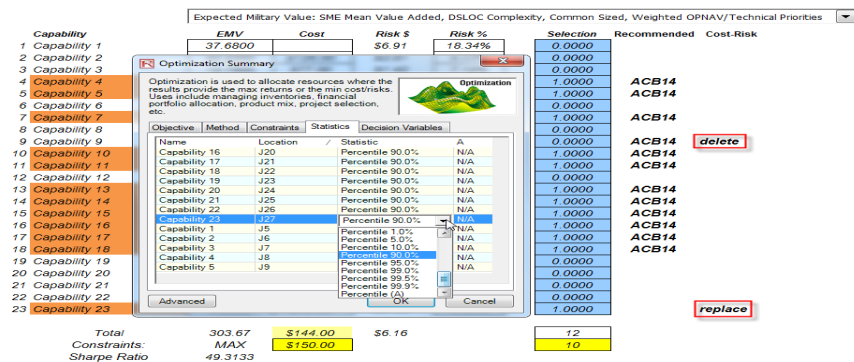 Expected Military Value: SME Mean Value Added, DSLOC Complexity, Common Sized, Weighted OPNAV/Technical Priorities
Capability EMV Cost Risk $ Risk % Selection Recommended Cost-Risk
1 Capability 1 37.6800 $6.91 18.34% 0.0000
2 Capability 2 0.0000
3 Capability 3 0.0000
4 Capability 4 1.0000 ACB14
5 Capability 5 1.0000 ACB14
6 Capability 6 0.0000
7 Capability 7 1.0000 ACB14
8 Capability 8 0.0000
9 Capability 9 0.0000 ACB14 delete
10 Capability 10 1.0000 ACB14
11 Capability 11 1.0000 ACB14
12 Capability 12 0.0000
13 Capability 13 1.0000 ACB14
14 Capability 14 1.0000 ACB14
15 Capability 15 1.0000 ACB14
16 Capability 16 1.0000 ACB14
17 Capability 17 1.0000 ACB14
18 Capability 18 1.0000 ACB14
19 Capability 19 0.0000
20 Capability 20 0.0000
21 Capability 21 0.0000
22 Capability 22 0.0000
23 Capability 23 1.0000 replace
Total 303.67 $144.00 $6.16 12
Constraints: MAX $150.00 10
Sharpe Ratio 49.3133
Optimization Summary
Optimization is used to allocate resources where the
results provide the max returns or the min cost/risks.
Uses include managing inventories, financial
portfolio allocation, product mix, project selection,
etc.
Optimization
Objective Method Constraints Statistics Decision Variables
Name Location / Statistic A
Capability 16 J20 Percentile 90.0% N/A
Capability 17 J21 Percentile 90.0% N/A
Capability 18 J22 Percentile 90.0% N/A
Capability 19 J23 Percentile 90.0% N/A
Capability 20 J24 Percentile 90.0% N/A
Capability 21 J25 Percentile 90.0% N/A
Capability 22 J26 Percentile 90.0% N/A
Capability 23 J27 Percentile 90.0% N/A
Capability 1 J5 N/A
Capability 2 J6 N/A
Capability 3 J7 N/A
Capability 4 J8 N/A
Capability 5 J9 N/A
Percentile 1.0%
Percentile 5.0%
Percentile 10.0%
Percentile 90.0%
Percentile 95.0%
Percentile 99.0%
Percentile 99.5%
Percentile 99.9%
Percentile (A)
Advanced OK Cancel